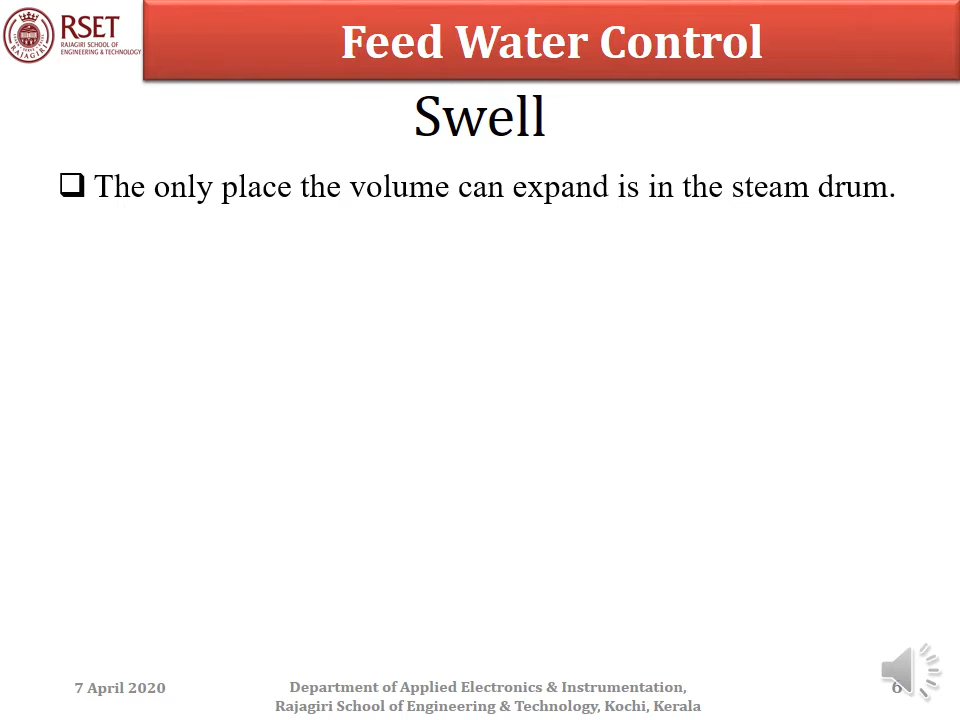 RSET
RAJAGIRI SCHOOL OF
ENGINEERING & TECHNOLOGY
RAJAGIRI
Feed Water Control
Swell
❑ The only place the volume can expand is in the steam drum.
7 April 2020
Department of Applied Electronics & Instrumentation,
Rajagiri School of Engineering & Technology, Kochi, Kerala
6